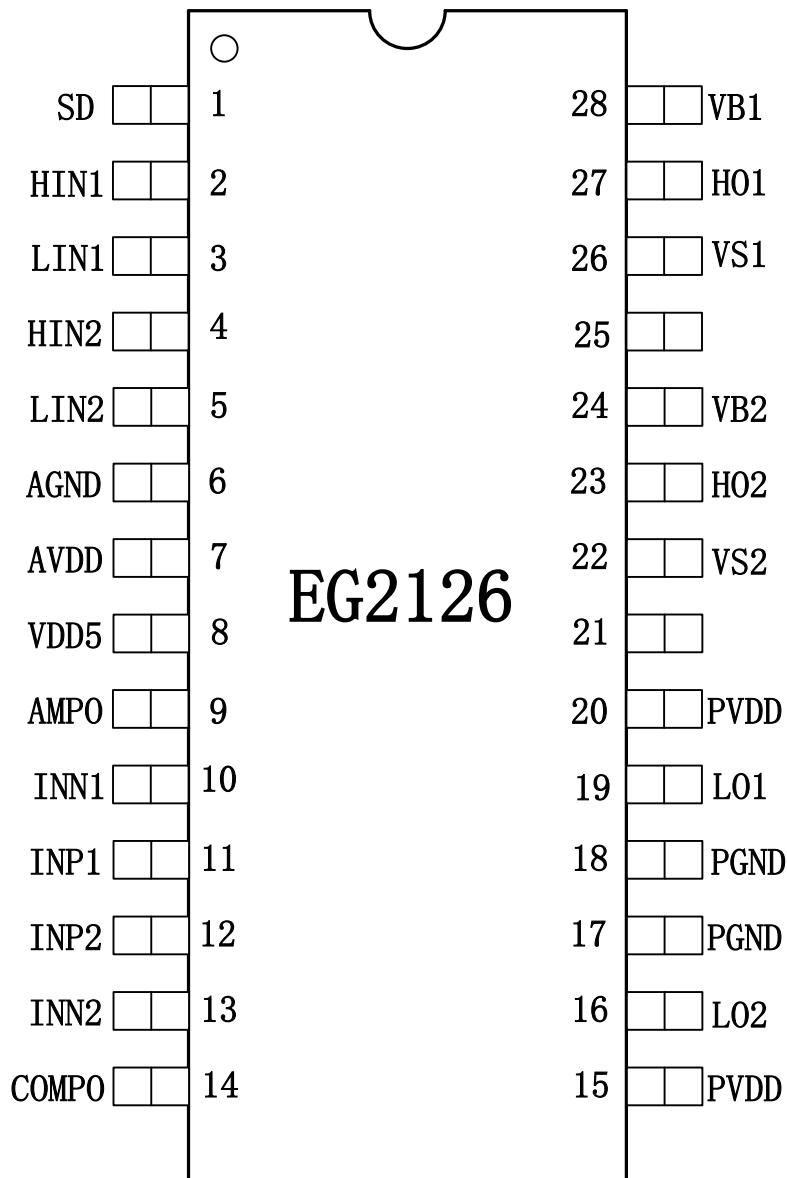 SD 1 28 VB1
HIN1 2 27 HO1
LIN1 3 26 VS1
HIN2 4 25
LIN2 5 24 VB2
AGND 6 23 HO2
AVDD 7 22 VS2
EG2126
VDD5 8 21
AMPO 9 20 PVDD
INN1 10 19 LO1
INP1 11 18 PGND
INP2 12 17 PGND
INN2 13 16 LO2
COMPO 14 15 PVDD